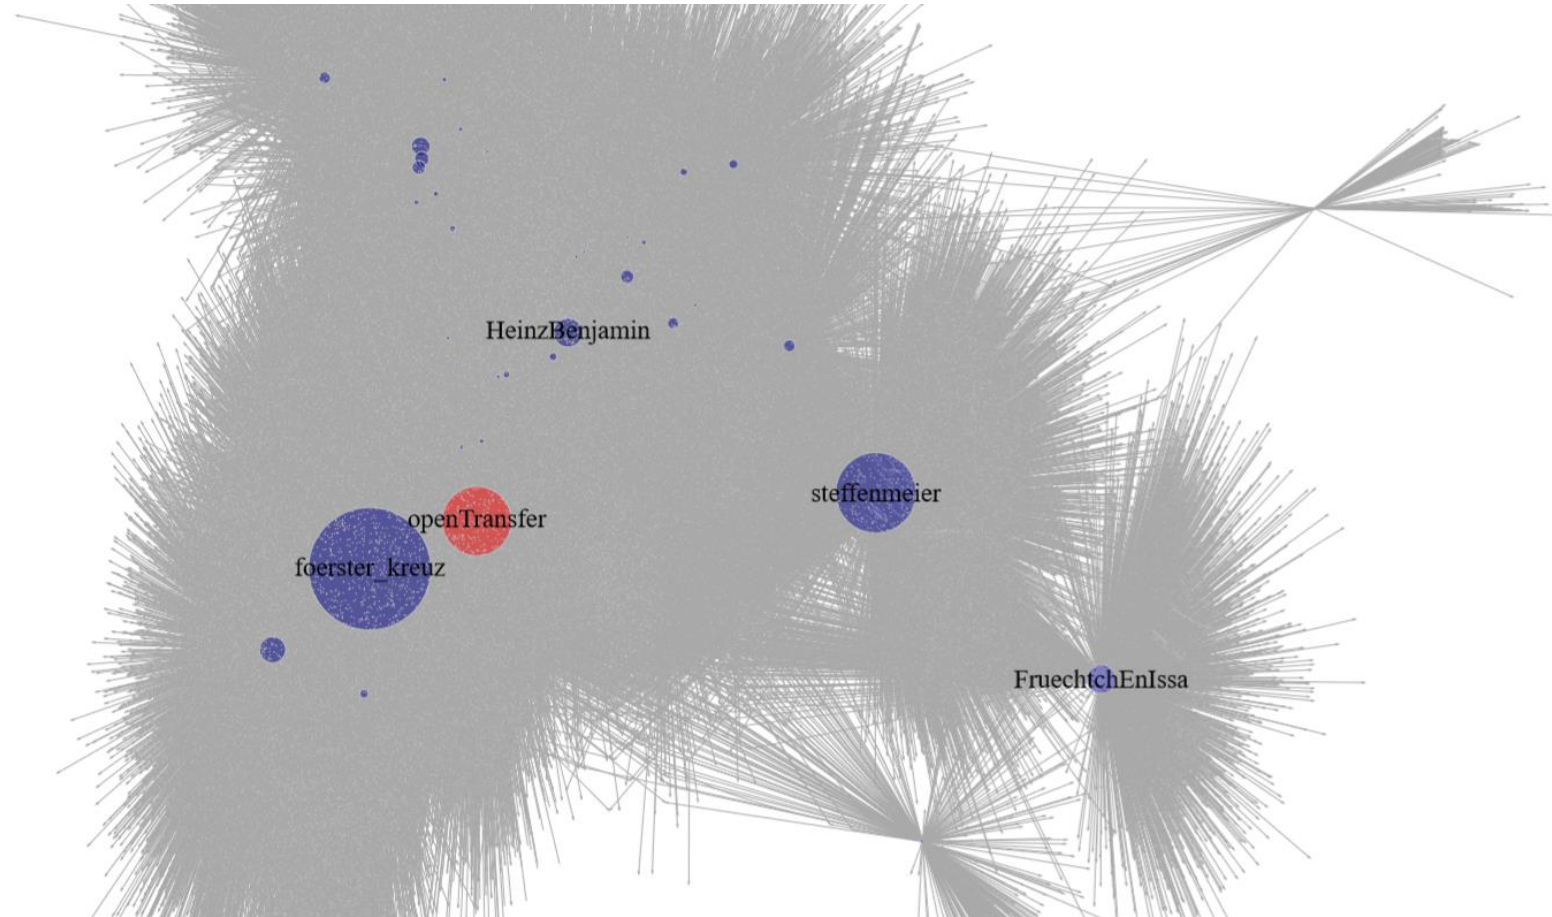 HeinzBenjamin
steffenmeier
openTransfer
foerster_kreuz
FruechtchEnIssa